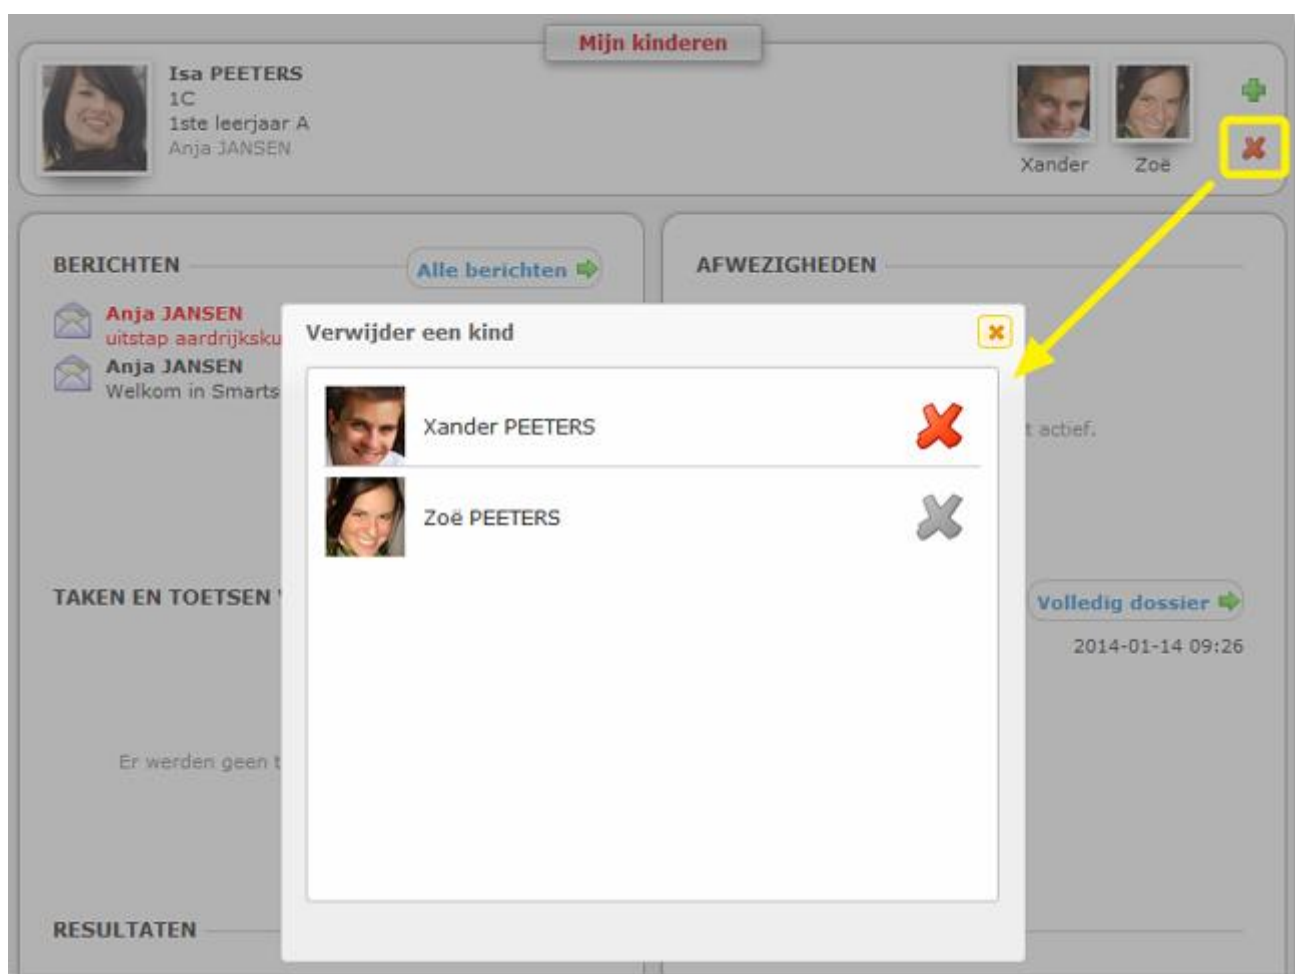 Mijn kinderen
Isa PEETERS
1C
1ste leerjaar A
Anja JANSEN
Xander
Zoë
BERICHTEN
Alle berichten
Anja JANSEN
uitstap aardrijksku
Anja JANSEN
Welkom in Smarts
AFWEZIGHEDEN
t actief.
Verwijder een kind
Xander PEETERS
Zoë PEETERS
TAKEN EN TOETSEN
Volledig dossier
2014-01-14 09:26
Er werden geen t
RESULTATEN